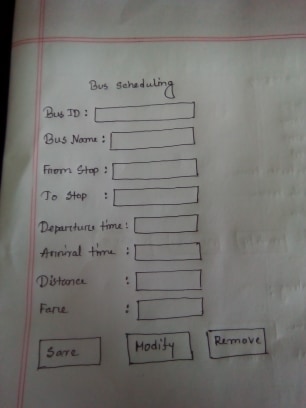 Bus Scheduling
Bus ID :
Bus Name :
From Stop :
To Stop :
Departure time :
Arrival time :
Distance :
Fare :
Save Modify Remove